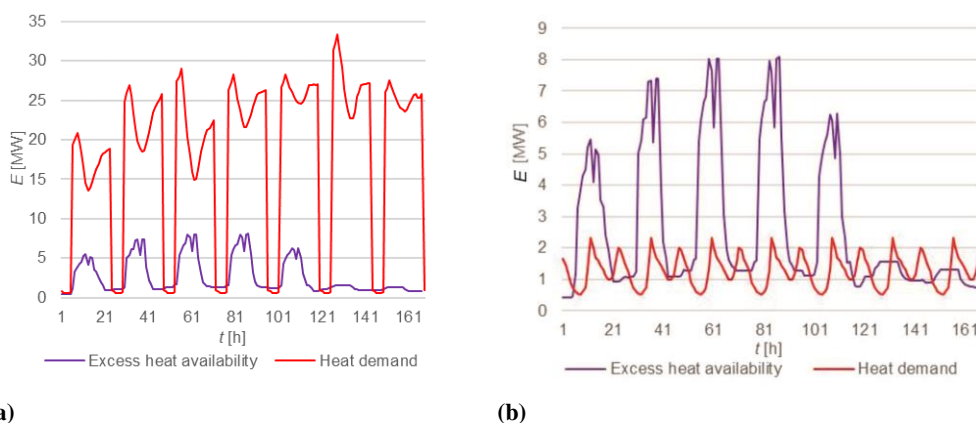 35
30
25
20
15
10
5
0
E [MW]
1 21 41 61 81 101 121 141 161
t [h]
Excess heat availability Heat demand
a)
9
8
7
6
5
4
3
2
1
0
E [MW]
1 21 41 61 81 101 121 141 161
t [h]
Excess heat availability Heat demand
(b)